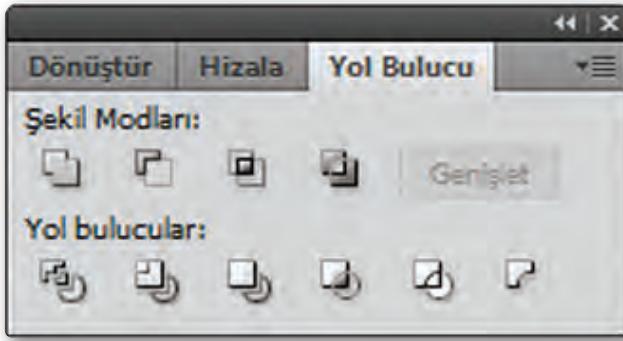 Dönüştür Hizala Yol Bulucu
Şekil Modları:
Genişlet
Yol bulucular: